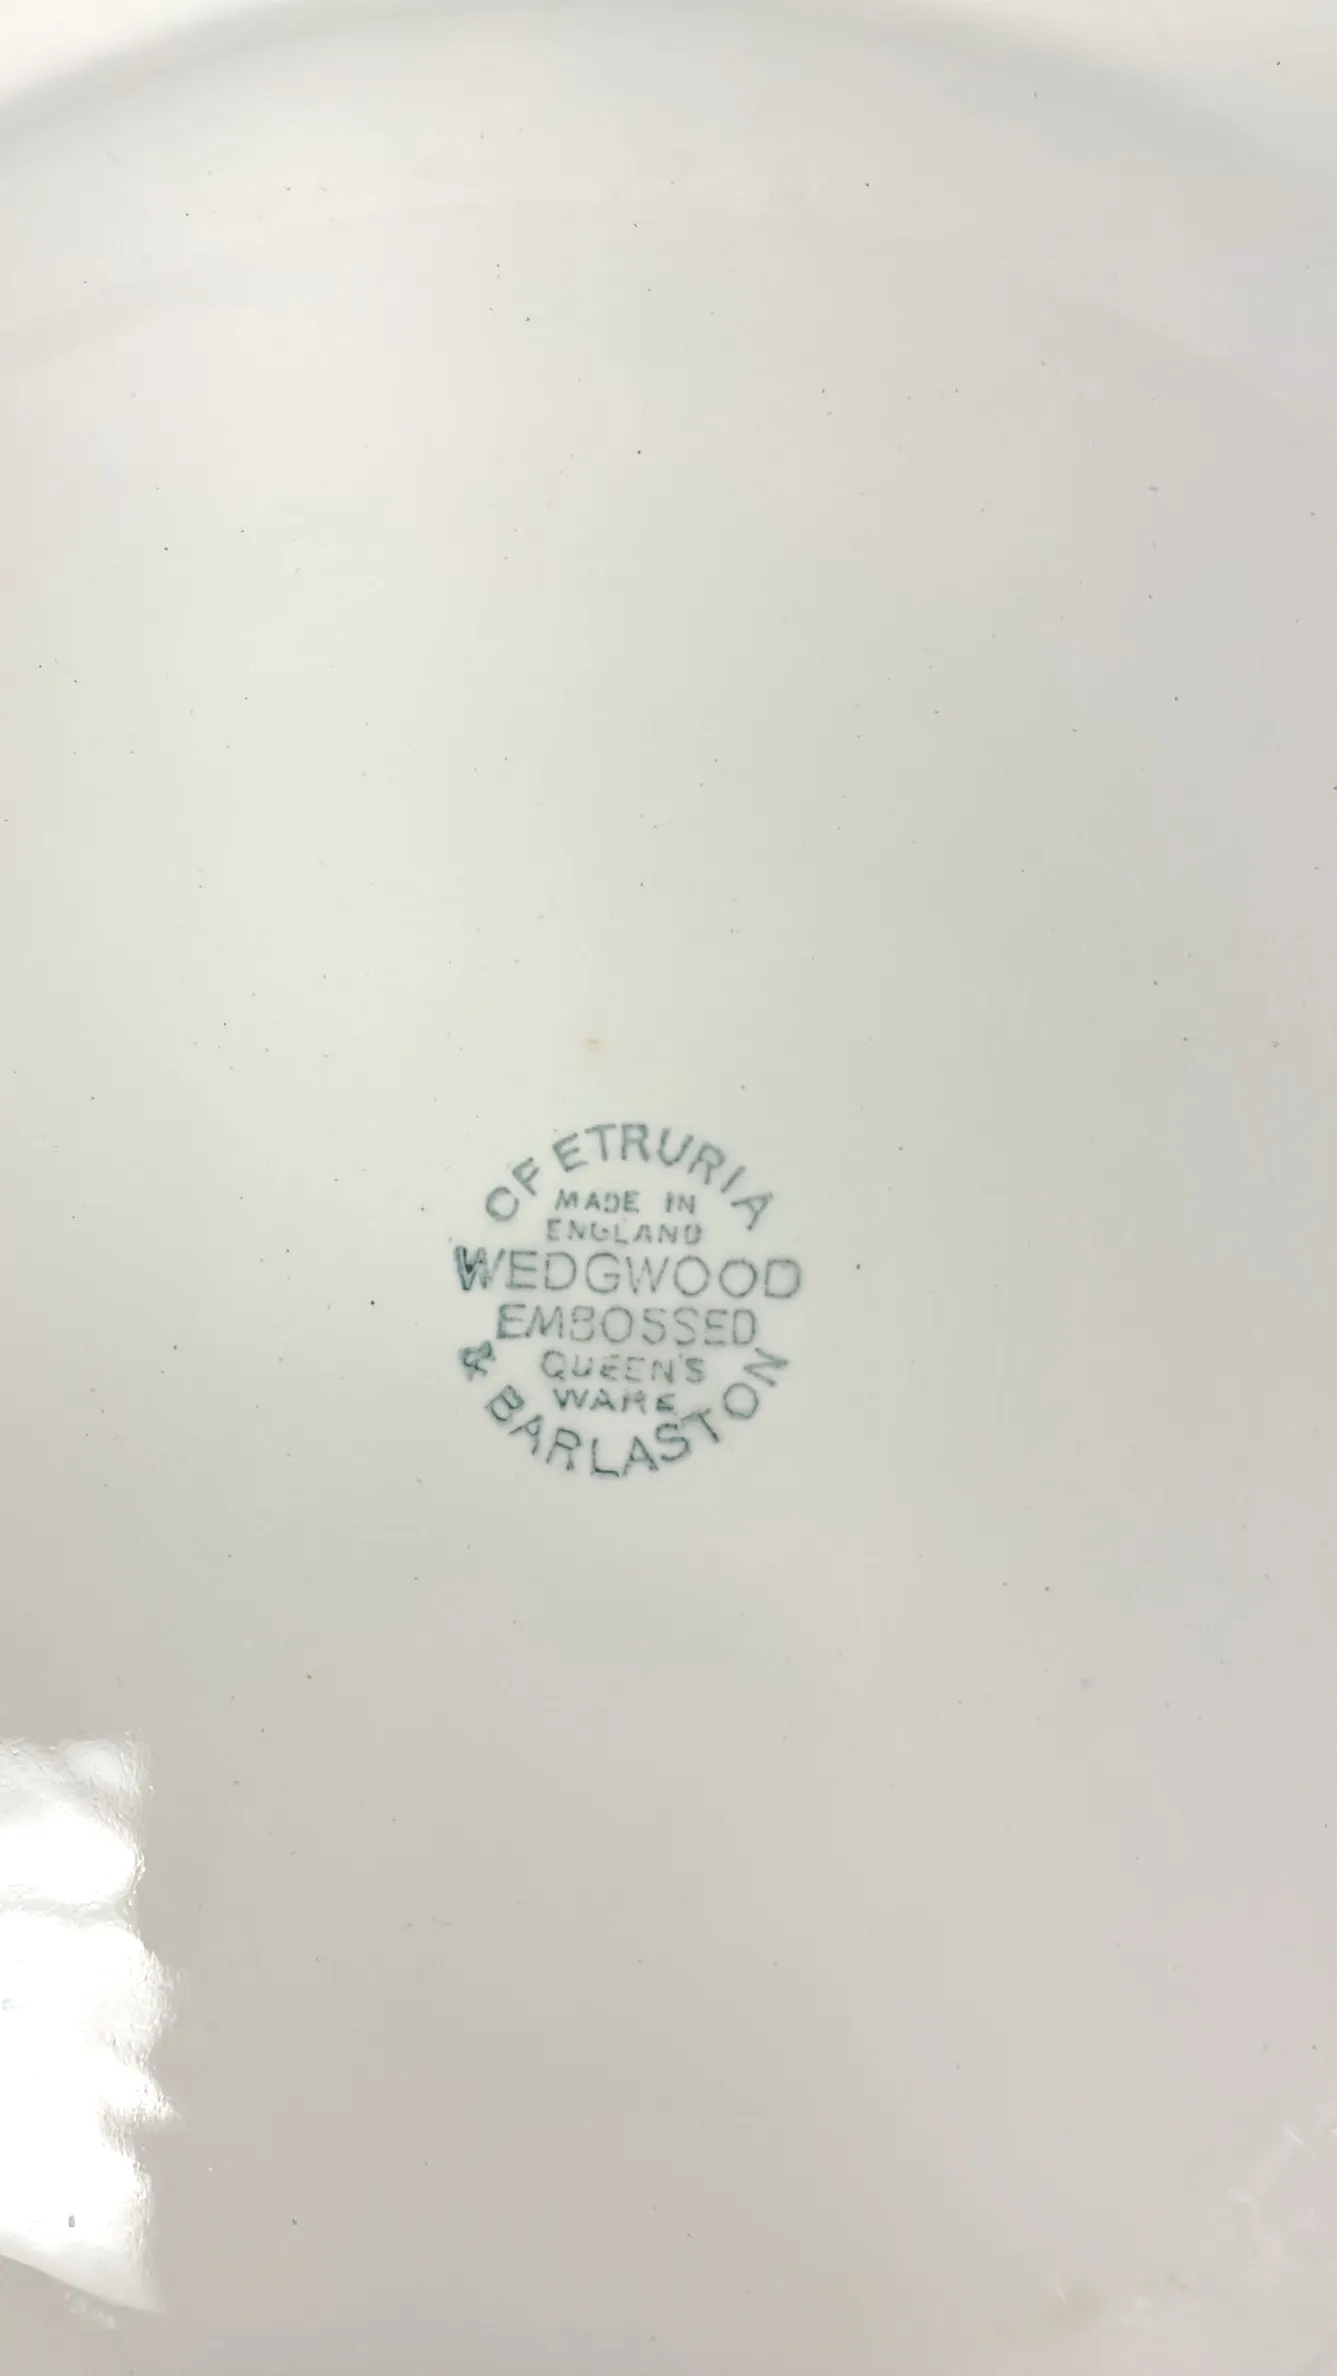 OF ETRURIA
MADE IN
ENGLAND
WEDGWOOD
EMBOSSED
QUEEN'S
WARE
& BARLASTON